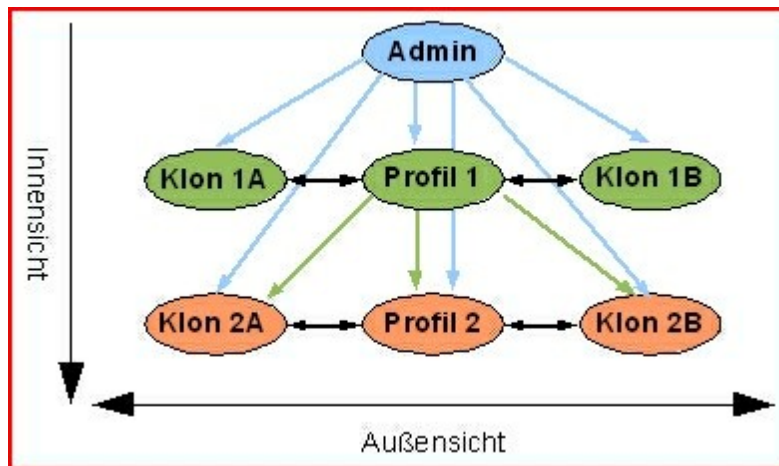 Admin
Innensicht
Klon 1A Profil 1 Klon 1B
Klon 2A Profil 2 Klon 2B
Außensicht